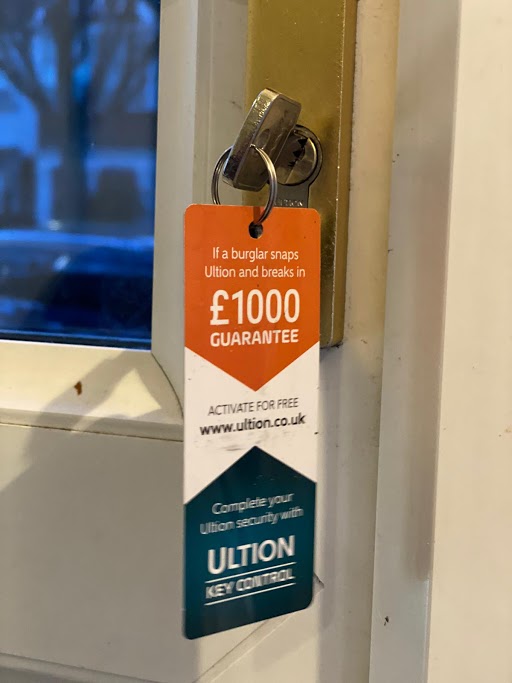 ULTION
If a burglar snaps
Ultion and breaks in
£1000
GUARANTEE
ACTIVATE FOR FREE
www.ultion.co.uk
Complete your
Ultion security with
ULTION
KEY CONTROL